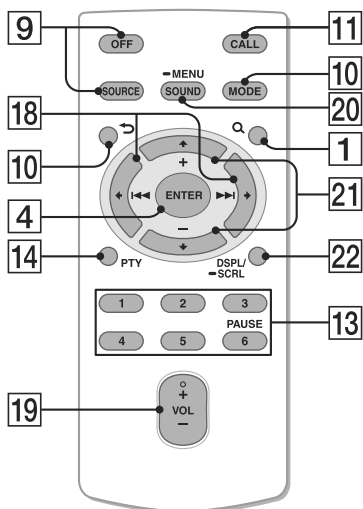 9
11
OFF
CALL
10
-MENU
SOURCE
SOUND
MODE
18
20
10
+
1
4
ENTER
21
14
-
PTY
DSPL/
-SCRL
22
1
2
3
PAUSE
13
4
5
6
19
+
VOL
-